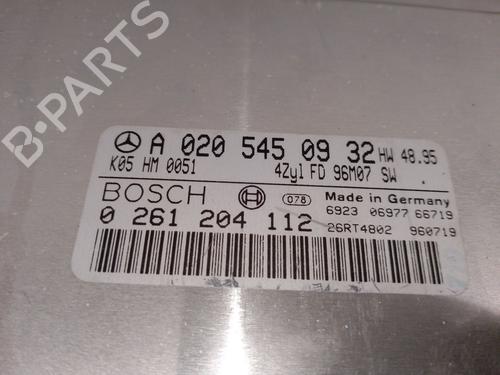 A 020 545 09 32 HW 48.95
K05 HM 0051 4Zyl FD 96M07 SW
BOSCH 078 Made in Germany
6923 06977 66719
0 261 204 112 26RT4802 960719
B-PARTS